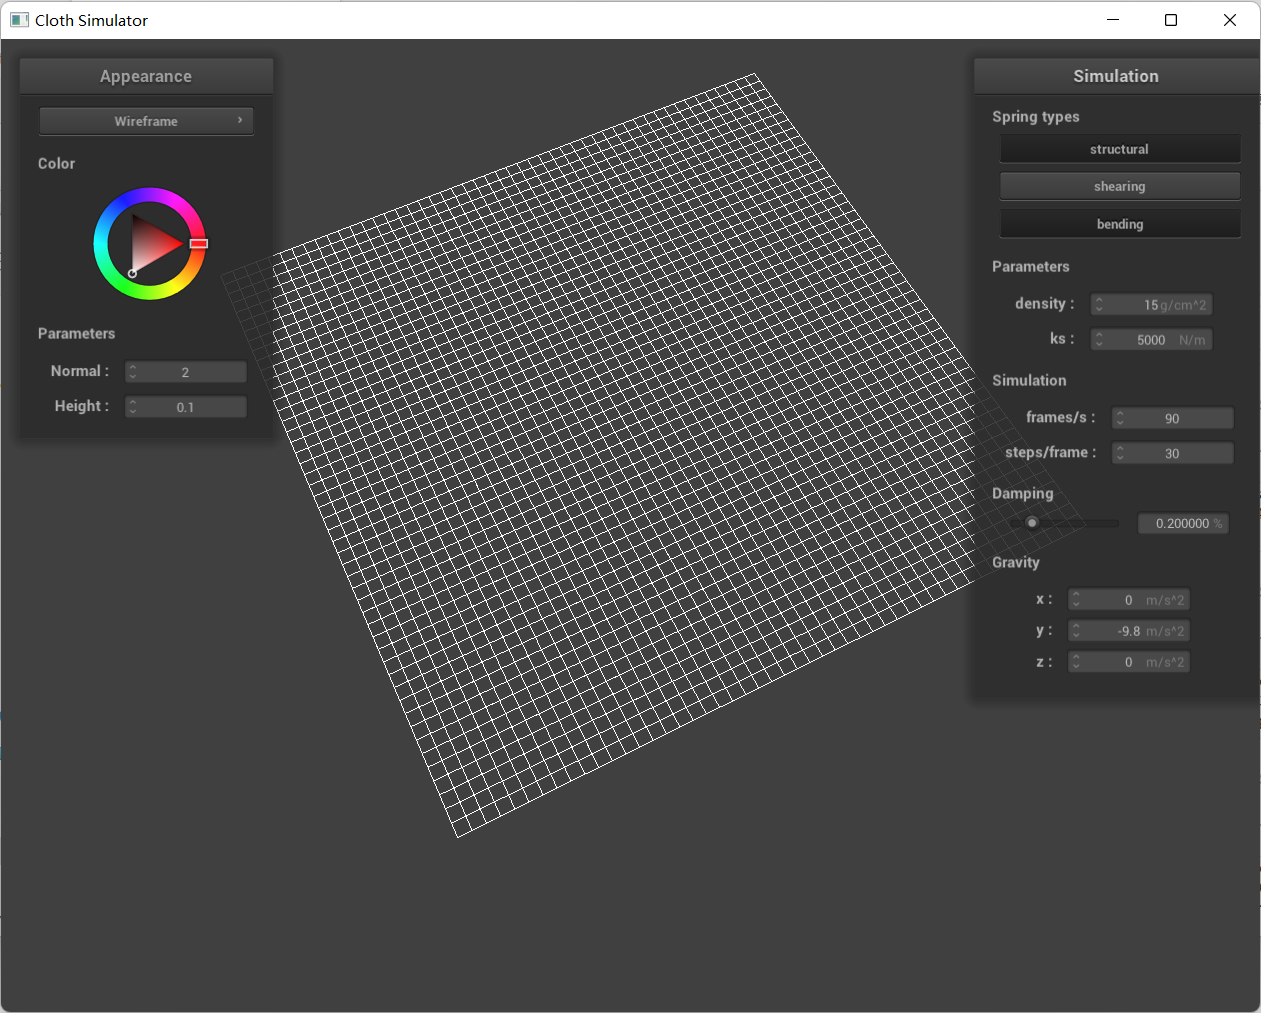 Cloth Simulator
Appearance
Wireframe
Color
Parameters
Normal : 2
Height : 0.1
Simulation
Spring types
structural
shearing
bending
Parameters
density : 15 g/cm^2
ks : 5000 N/m
Simulation
frames/s : 90
steps/frame : 30
Damping
0.200000 %
Gravity
x : 0 m/s^2
y : -9.8 m/s^2
z : 0 m/s^2